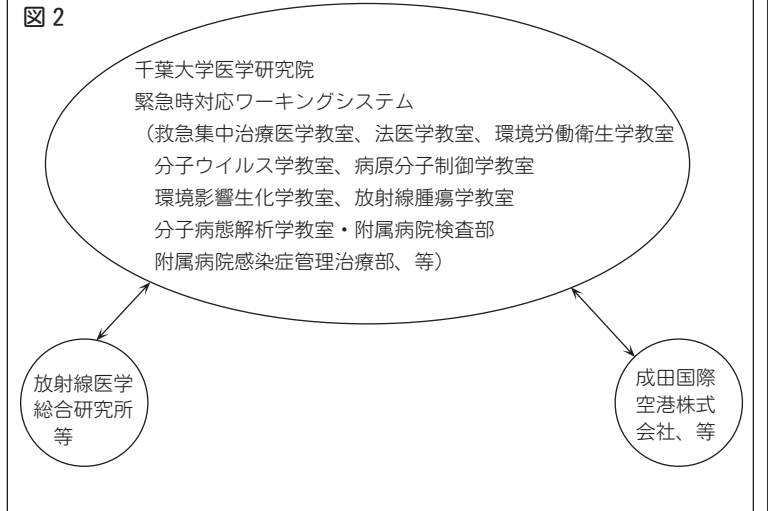 図2
千葉大学医学研究院
緊急時対応ワーキングシステム
（救急集中治療医学教室、法医学教室、環境労働衛生学教室
分子ウイルス学教室、病原分子制御学教室
環境影響生化学教室、放射線腫瘍学教室
分子病態解析学教室・附属病院検査部
附属病院感染症管理治療部、等）
放射線医学
総合研究所
等
成田国際
空港株式
会社、等